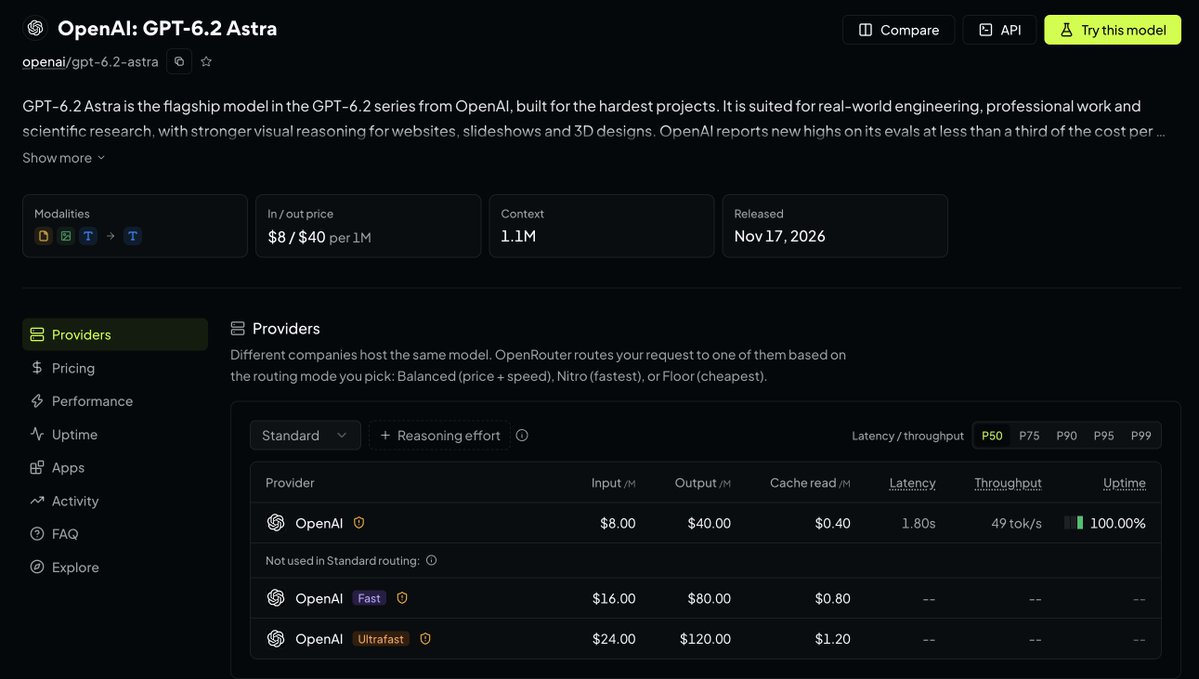 OpenAI: GPT-6.2 Astra
Compare
API
Try this model
openai/gpt-6.2-astra
GPT-6.2 Astra is the flagship model in the GPT-6.2 series from OpenAI, built for the hardest projects. It is suited for real-world engineering, professional work and
scientific research, with stronger visual reasoning for websites, slideshows and 3D designs. OpenAI reports new highs on its evals at less than a third of the cost per ...
Show more
Modalities
T → T
In / out price
$8 / $40 per 1M
Context
1.1M
Released
Nov 17, 2026
Providers
Pricing
Performance
Uptime
Apps
Activity
FAQ
Explore
Providers
Different companies host the same model. OpenRouter routes your request to one of them based on
the routing mode you pick: Balanced (price + speed), Nitro (fastest), or Floor (cheapest).
Standard
+ Reasoning effort
Latency / throughput P50 P75 P90 P95 P99
Provider Input /M Output /M Cache read /M Latency Throughput Uptime
OpenAI $8.00 $40.00 $0.40 1.80s 49 tok/s 100.00%
Not used in Standard routing:
OpenAI Fast $16.00 $80.00 $0.80 -- -- --
OpenAI Ultrafast $24.00 $120.00 $1.20 -- -- --